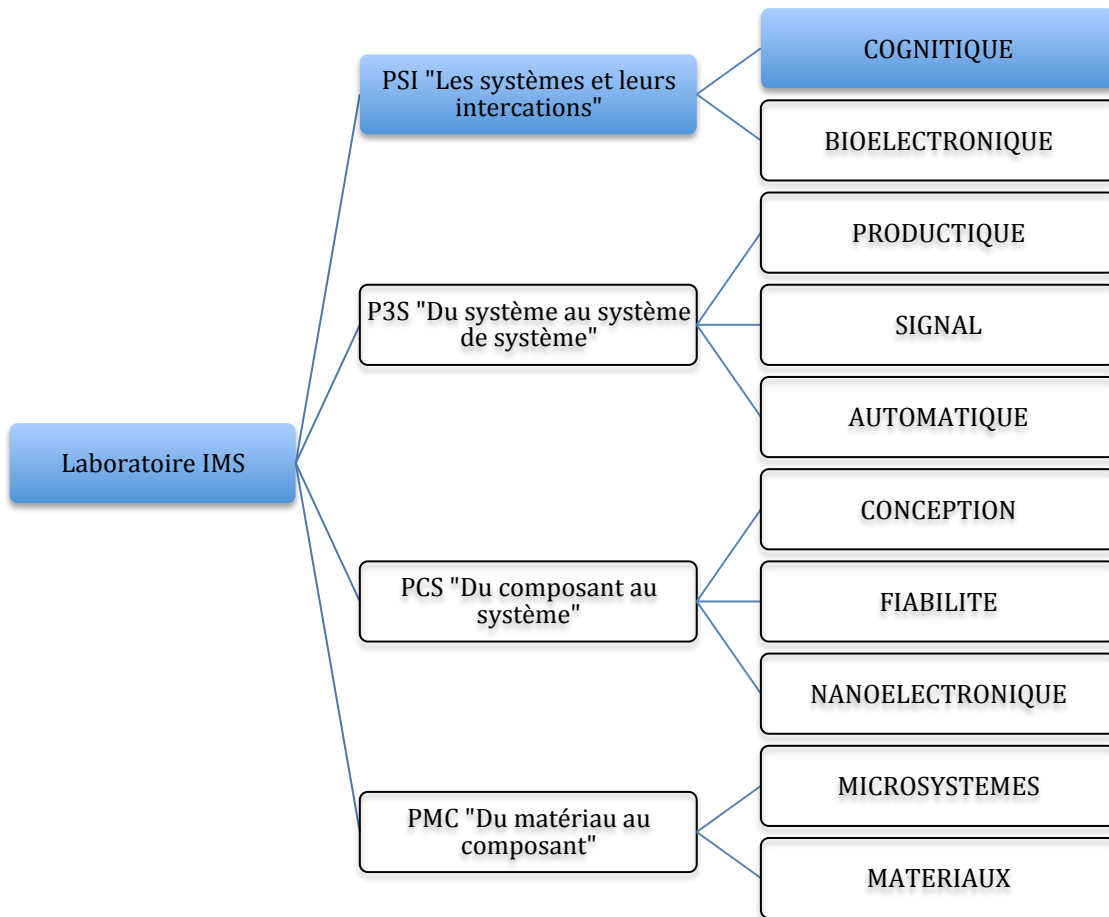 Laboratoire IMS
PSI "Les systèmes et leurs
intercations"
COGNITIQUE
BIOELECTRONIQUE
P3S "Du système au système
de système"
PRODUCTIQUE
SIGNAL
AUTOMATIQUE
PCS "Du composant au
système"
CONCEPTION
FIABILITE
NANOELECTRONIQUE
PMC "Du matériau au
composant"
MICROSYSTEMES
MATERIAUX